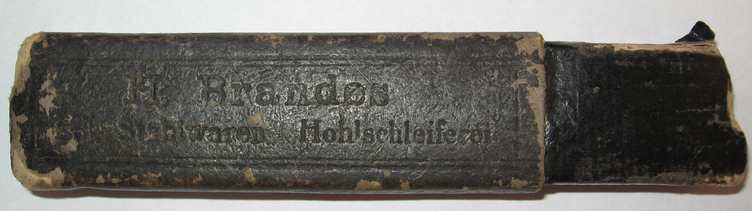 H. Brandes
Stahlwaren Hohlschleiferei